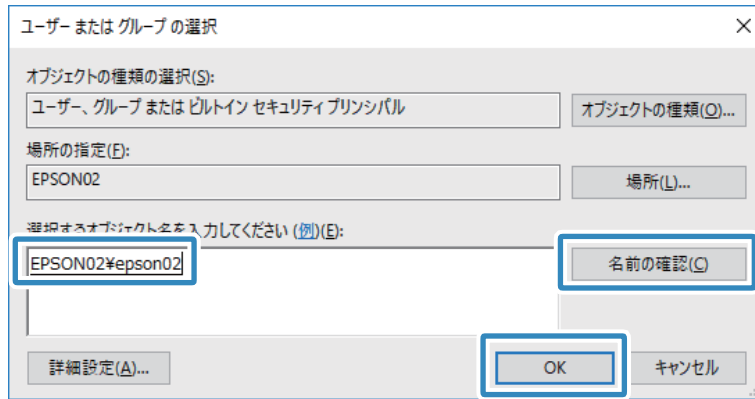 ユーザー または グループ の選択
オブジェクトの種類の選択(S):
ユーザー、グループ または ビルトイン セキュリティ プリンシパル
オブジェクトの種類(O)...
場所の指定(F):
EPSON02
場所(L)...
選択するオブジェクト名を入力してください (例)(E):
EPSON02¥epson02
名前の確認(C)
詳細設定(A)...
OK
キャンセル